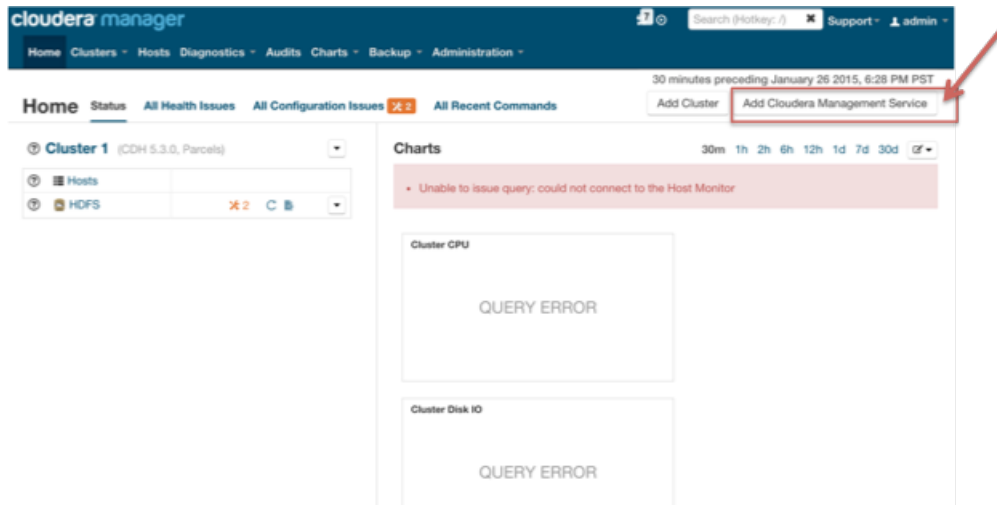 cloudera manager
7
Search (Hotkey: /)
Support
admin
Home Clusters Hosts Diagnostics Audits Charts Backup Administration
30 minutes preceding January 26 2015, 6:28 PM PST
Home Status All Health Issues All Configuration Issues 2 All Recent Commands
Add Cluster
Add Cloudera Management Service
Cluster 1 (CDH 5.3.0, Parcels)
Hosts
HDFS 2
Charts
30m 1h 2h 6h 12h 1d 7d 30d
• Unable to issue query: could not connect to the Host Monitor
Cluster CPU
QUERY ERROR
Cluster Disk IO
QUERY ERROR